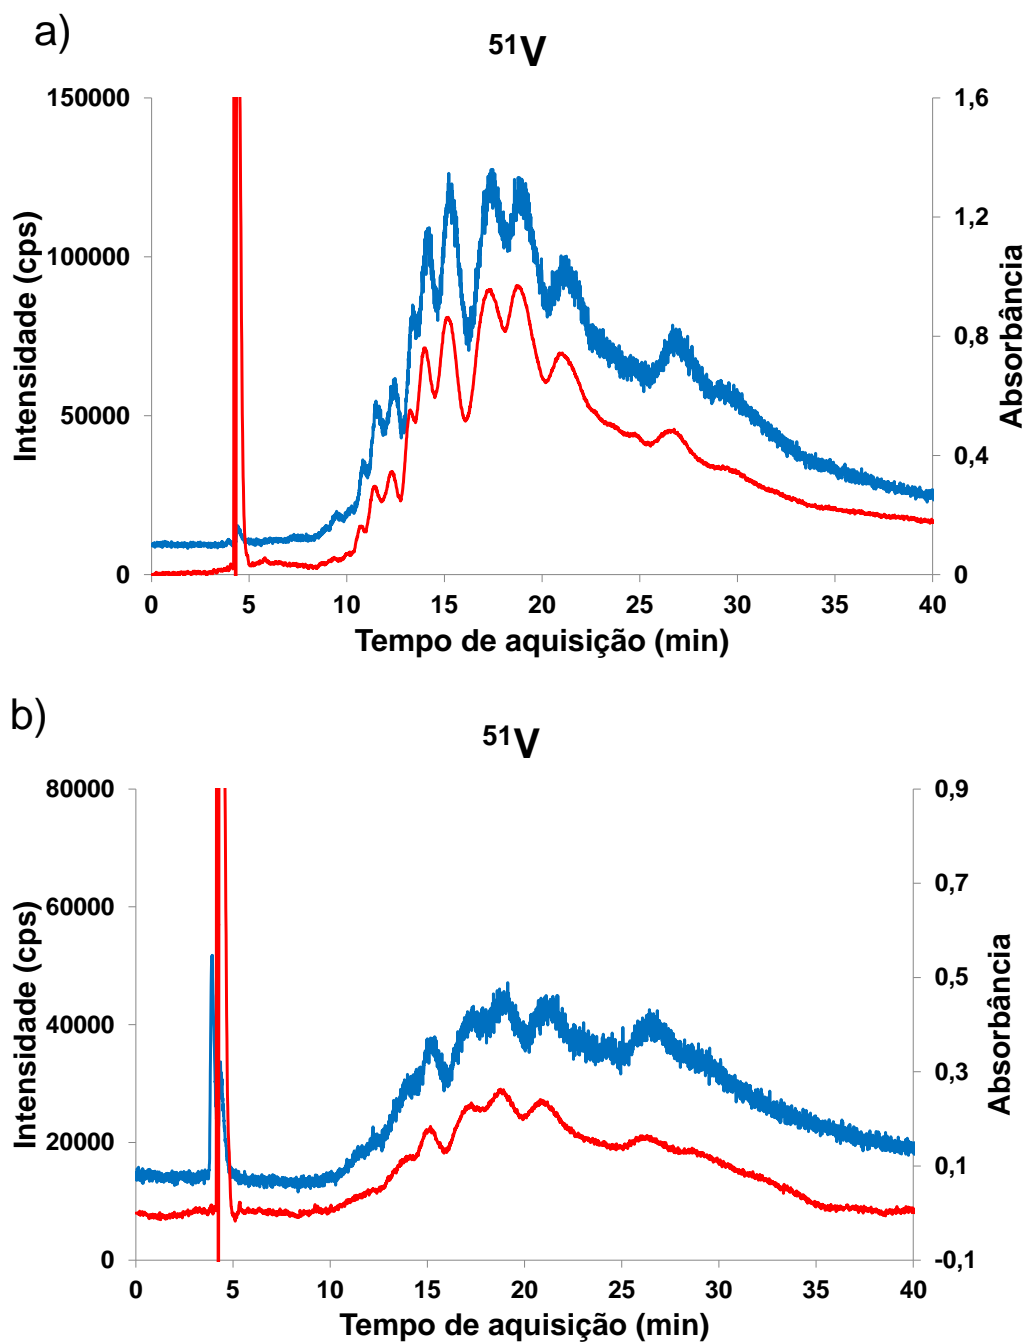 a)
⁵¹V
150000
100000
50000
0
Intensidade (cps)
1,6
1,2
0,8
0,4
0
Absorbância
0 5 10 15 20 25 30 35 40
Tempo de aquisição (min)
b)
⁵¹V
80000
60000
40000
20000
0
Intensidade (cps)
0,9
0,7
0,5
0,3
0,1
-0,1
Absorbância
0 5 10 15 20 25 30 35 40
Tempo de aquisição (min)